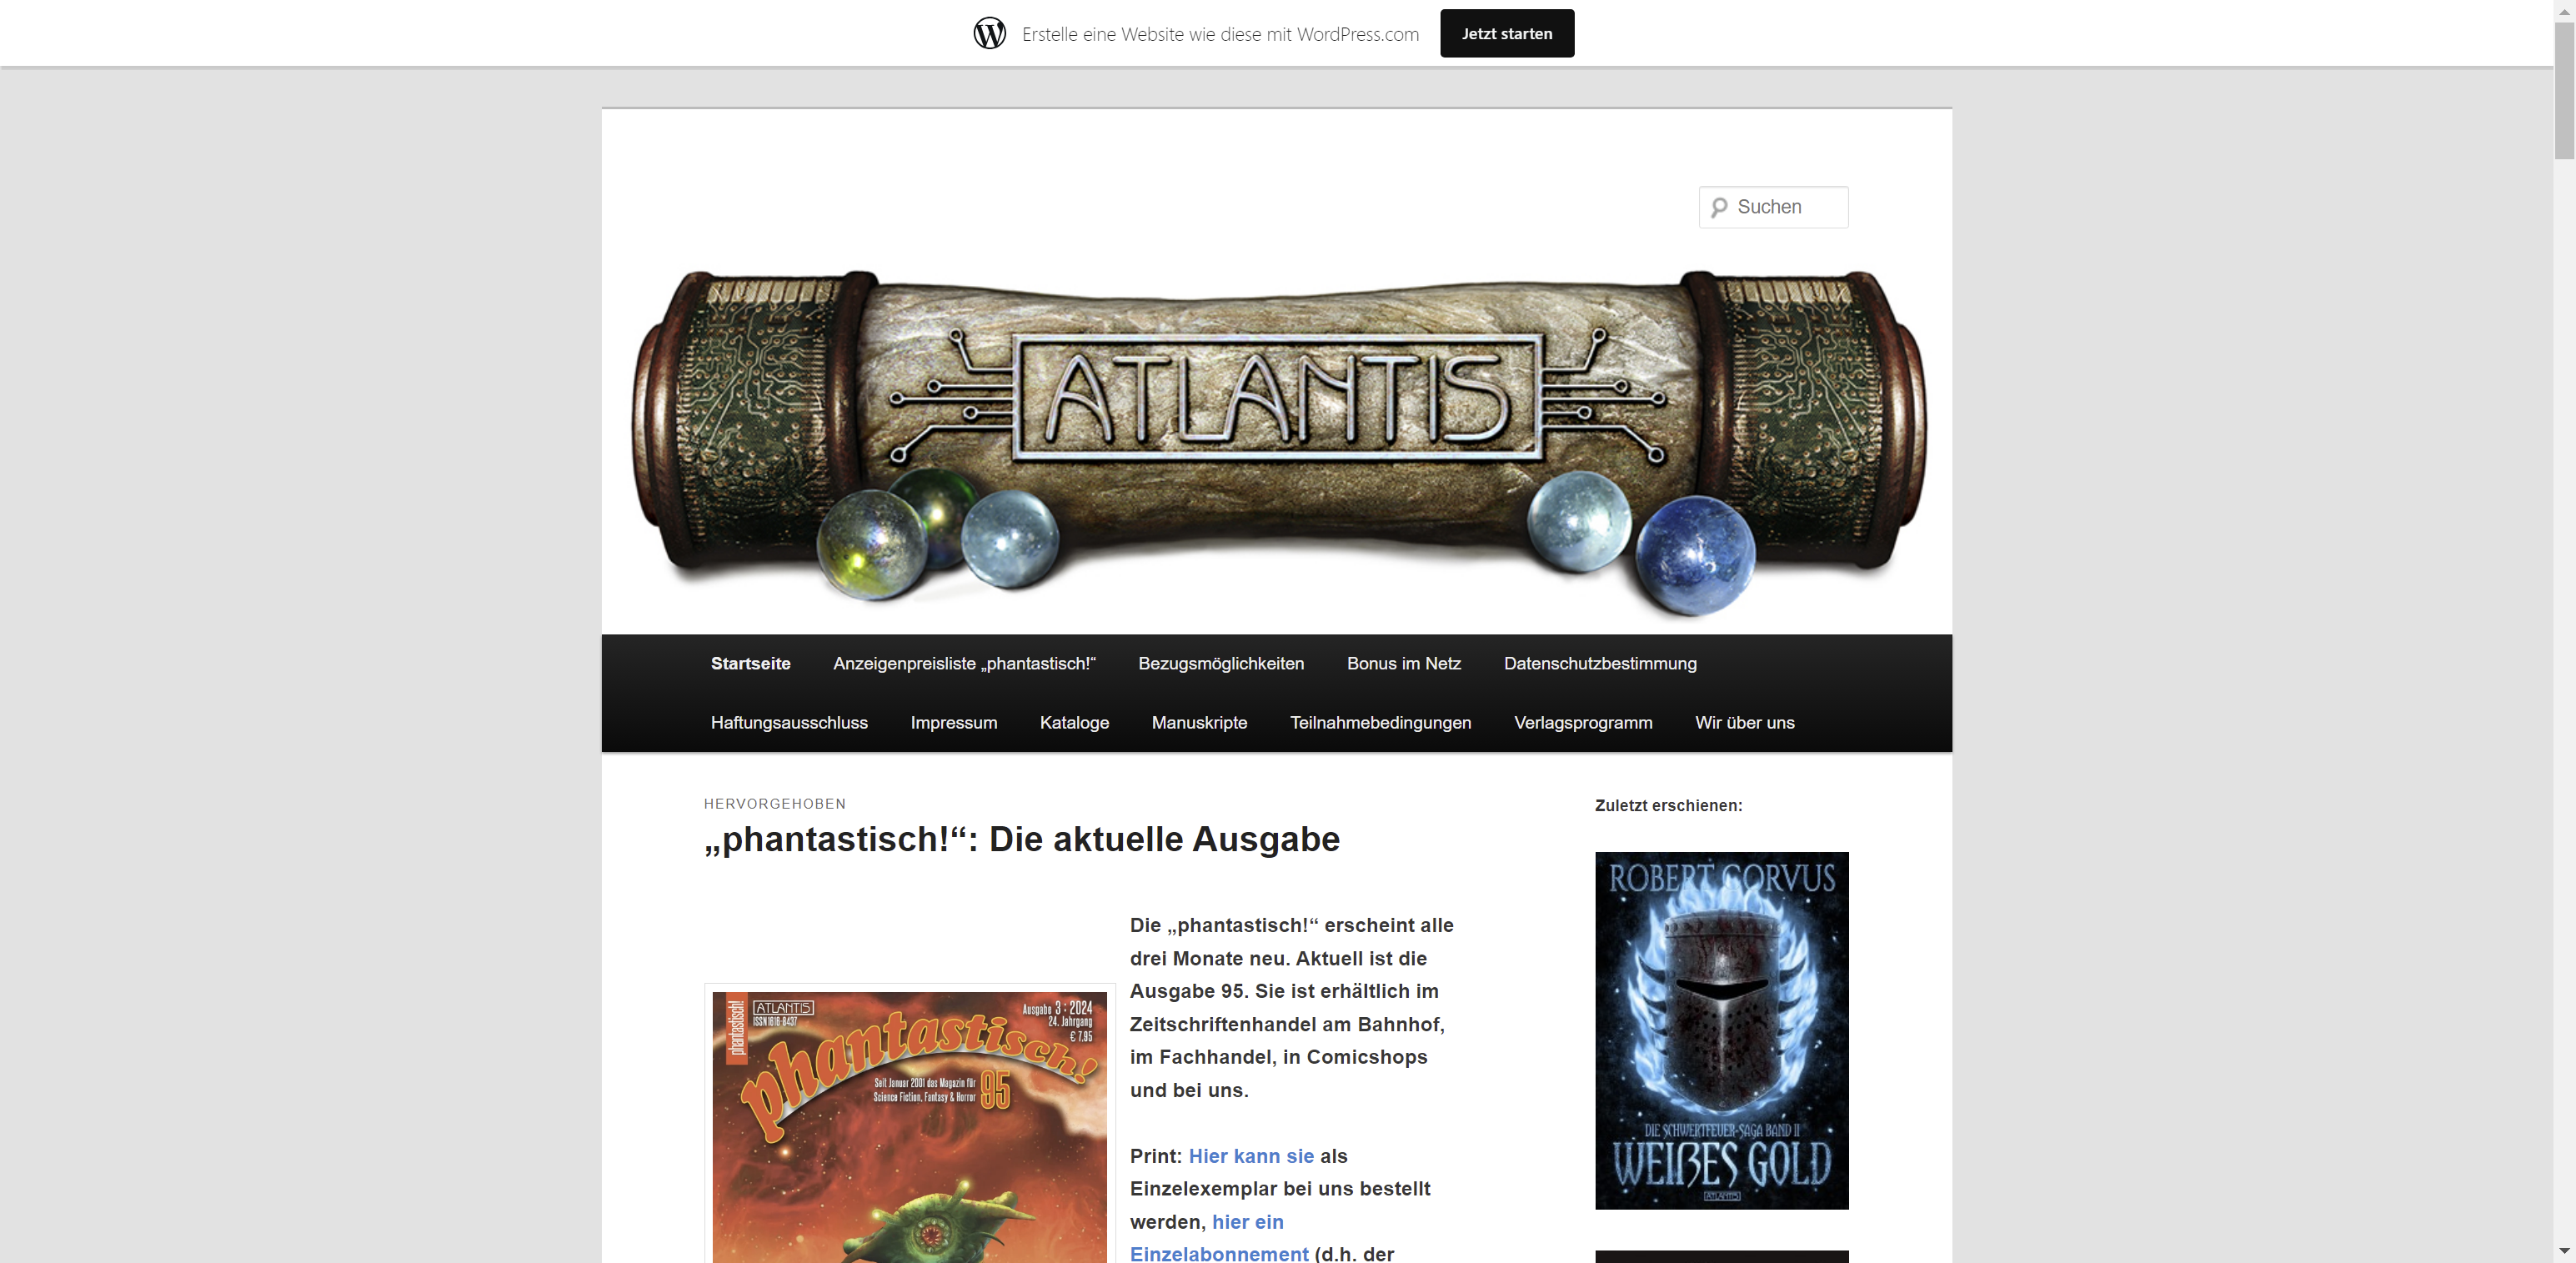 Erstelle eine Website wie diese mit WordPress.com
Jetzt starten
Suchen
ATLANTIS
Startseite
Anzeigenpreisliste „phantastisch!“
Bezugsmöglichkeiten
Bonus im Netz
Datenschutzbestimmung
Haftungsausschluss
Impressum
Kataloge
Manuskripte
Teilnahmebedingungen
Verlagsprogramm
Wir über uns
HERVORGEHOBEN
„phantastisch!“: Die aktuelle Ausgabe
phantastisch!
ATLANTIS
ISSN 1616-8437
Ausgabe 3 : 2024
24. Jahrgang
€ 7,95
phantastisch!
Seit Januar 2001 das Magazin für
Science Fiction, Fantasy & Horror
95
Die „phantastisch!“ erscheint alle
drei Monate neu. Aktuell ist die
Ausgabe 95. Sie ist erhältlich im
Zeitschriftenhandel am Bahnhof,
im Fachhandel, in Comicshops
und bei uns.
Print: Hier kann sie als
Einzelexemplar bei uns bestellt
werden, hier ein
Einzelabonnement (d.h. der
Zuletzt erschienen:
ROBERT CORVUS
DIE SCHWERTFEUER-SAGA BAND II
WEIẞES GOLD
ATLANTIS